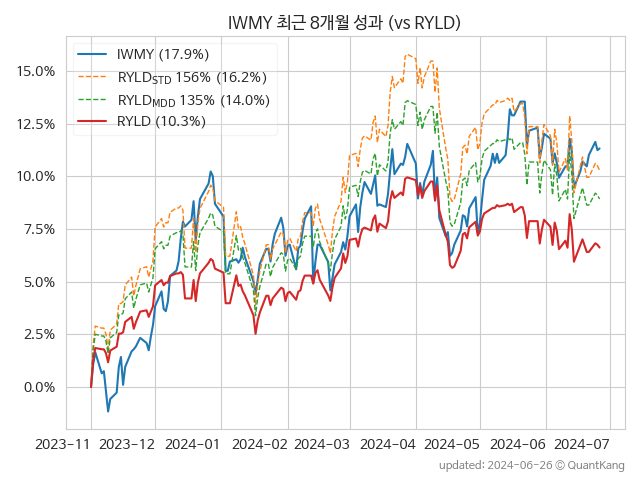 IWMY 최근 8개월 성과 (vs RYLD)
IWMY (17.9%)
RYLD_STD 156% (16.2%)
RYLD_MDD 135% (14.0%)
RYLD (10.3%)
15.0%
12.5%
10.0%
7.5%
5.0%
2.5%
0.0%
2023-11 2023-12 2024-01 2024-02 2024-03 2024-04 2024-05 2024-06 2024-07
updated: 2024-06-26 © QuantKang